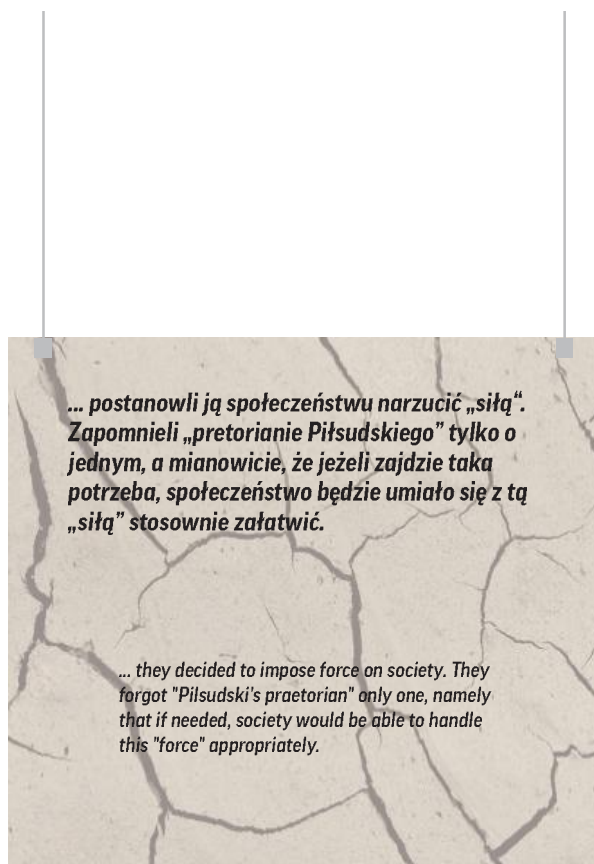 ... postanowli ją społeczeństwu narzucić „siłą“.
Zapomnieli „pretorianie Piłsudskiego” tylko o
jednym, a mianowicie, że jeżeli zajdzie taka
potrzeba, społeczeństwo będzie umiało się z tą
„siłą” stosownie załatwić.
... they decided to impose force on society. They
forgot "Pilsudski's praetorian" only one, namely
that if needed, society would be able to handle
this "force" appropriately.